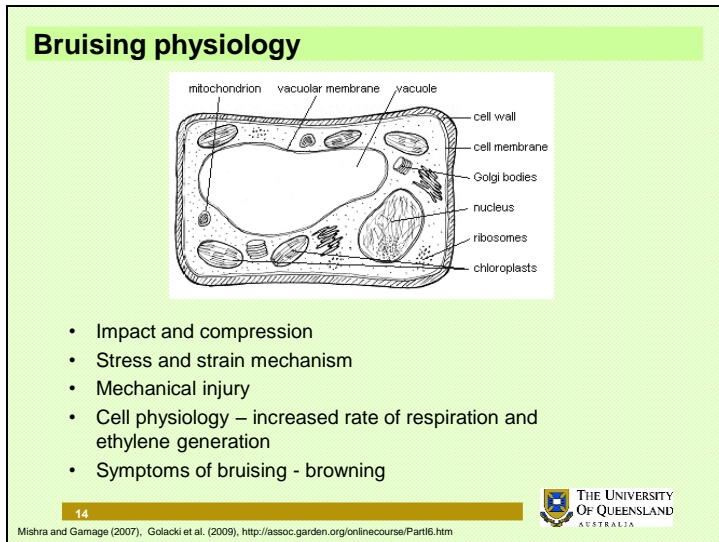 Bruising physiology
mitochondrion vacuolar membrane vacuole
cell wall
cell membrane
Golgi bodies
nucleus
ribosomes
chloroplasts
• Impact and compression
• Stress and strain mechanism
• Mechanical injury
• Cell physiology – increased rate of respiration and
ethylene generation
• Symptoms of bruising - browning
14
THE UNIVERSITY
OF QUEENSLAND
AUSTRALIA
Mishra and Gamage (2007), Golacki et al. (2009), http://assoc.garden.org/onlinecourse/PartI6.htm